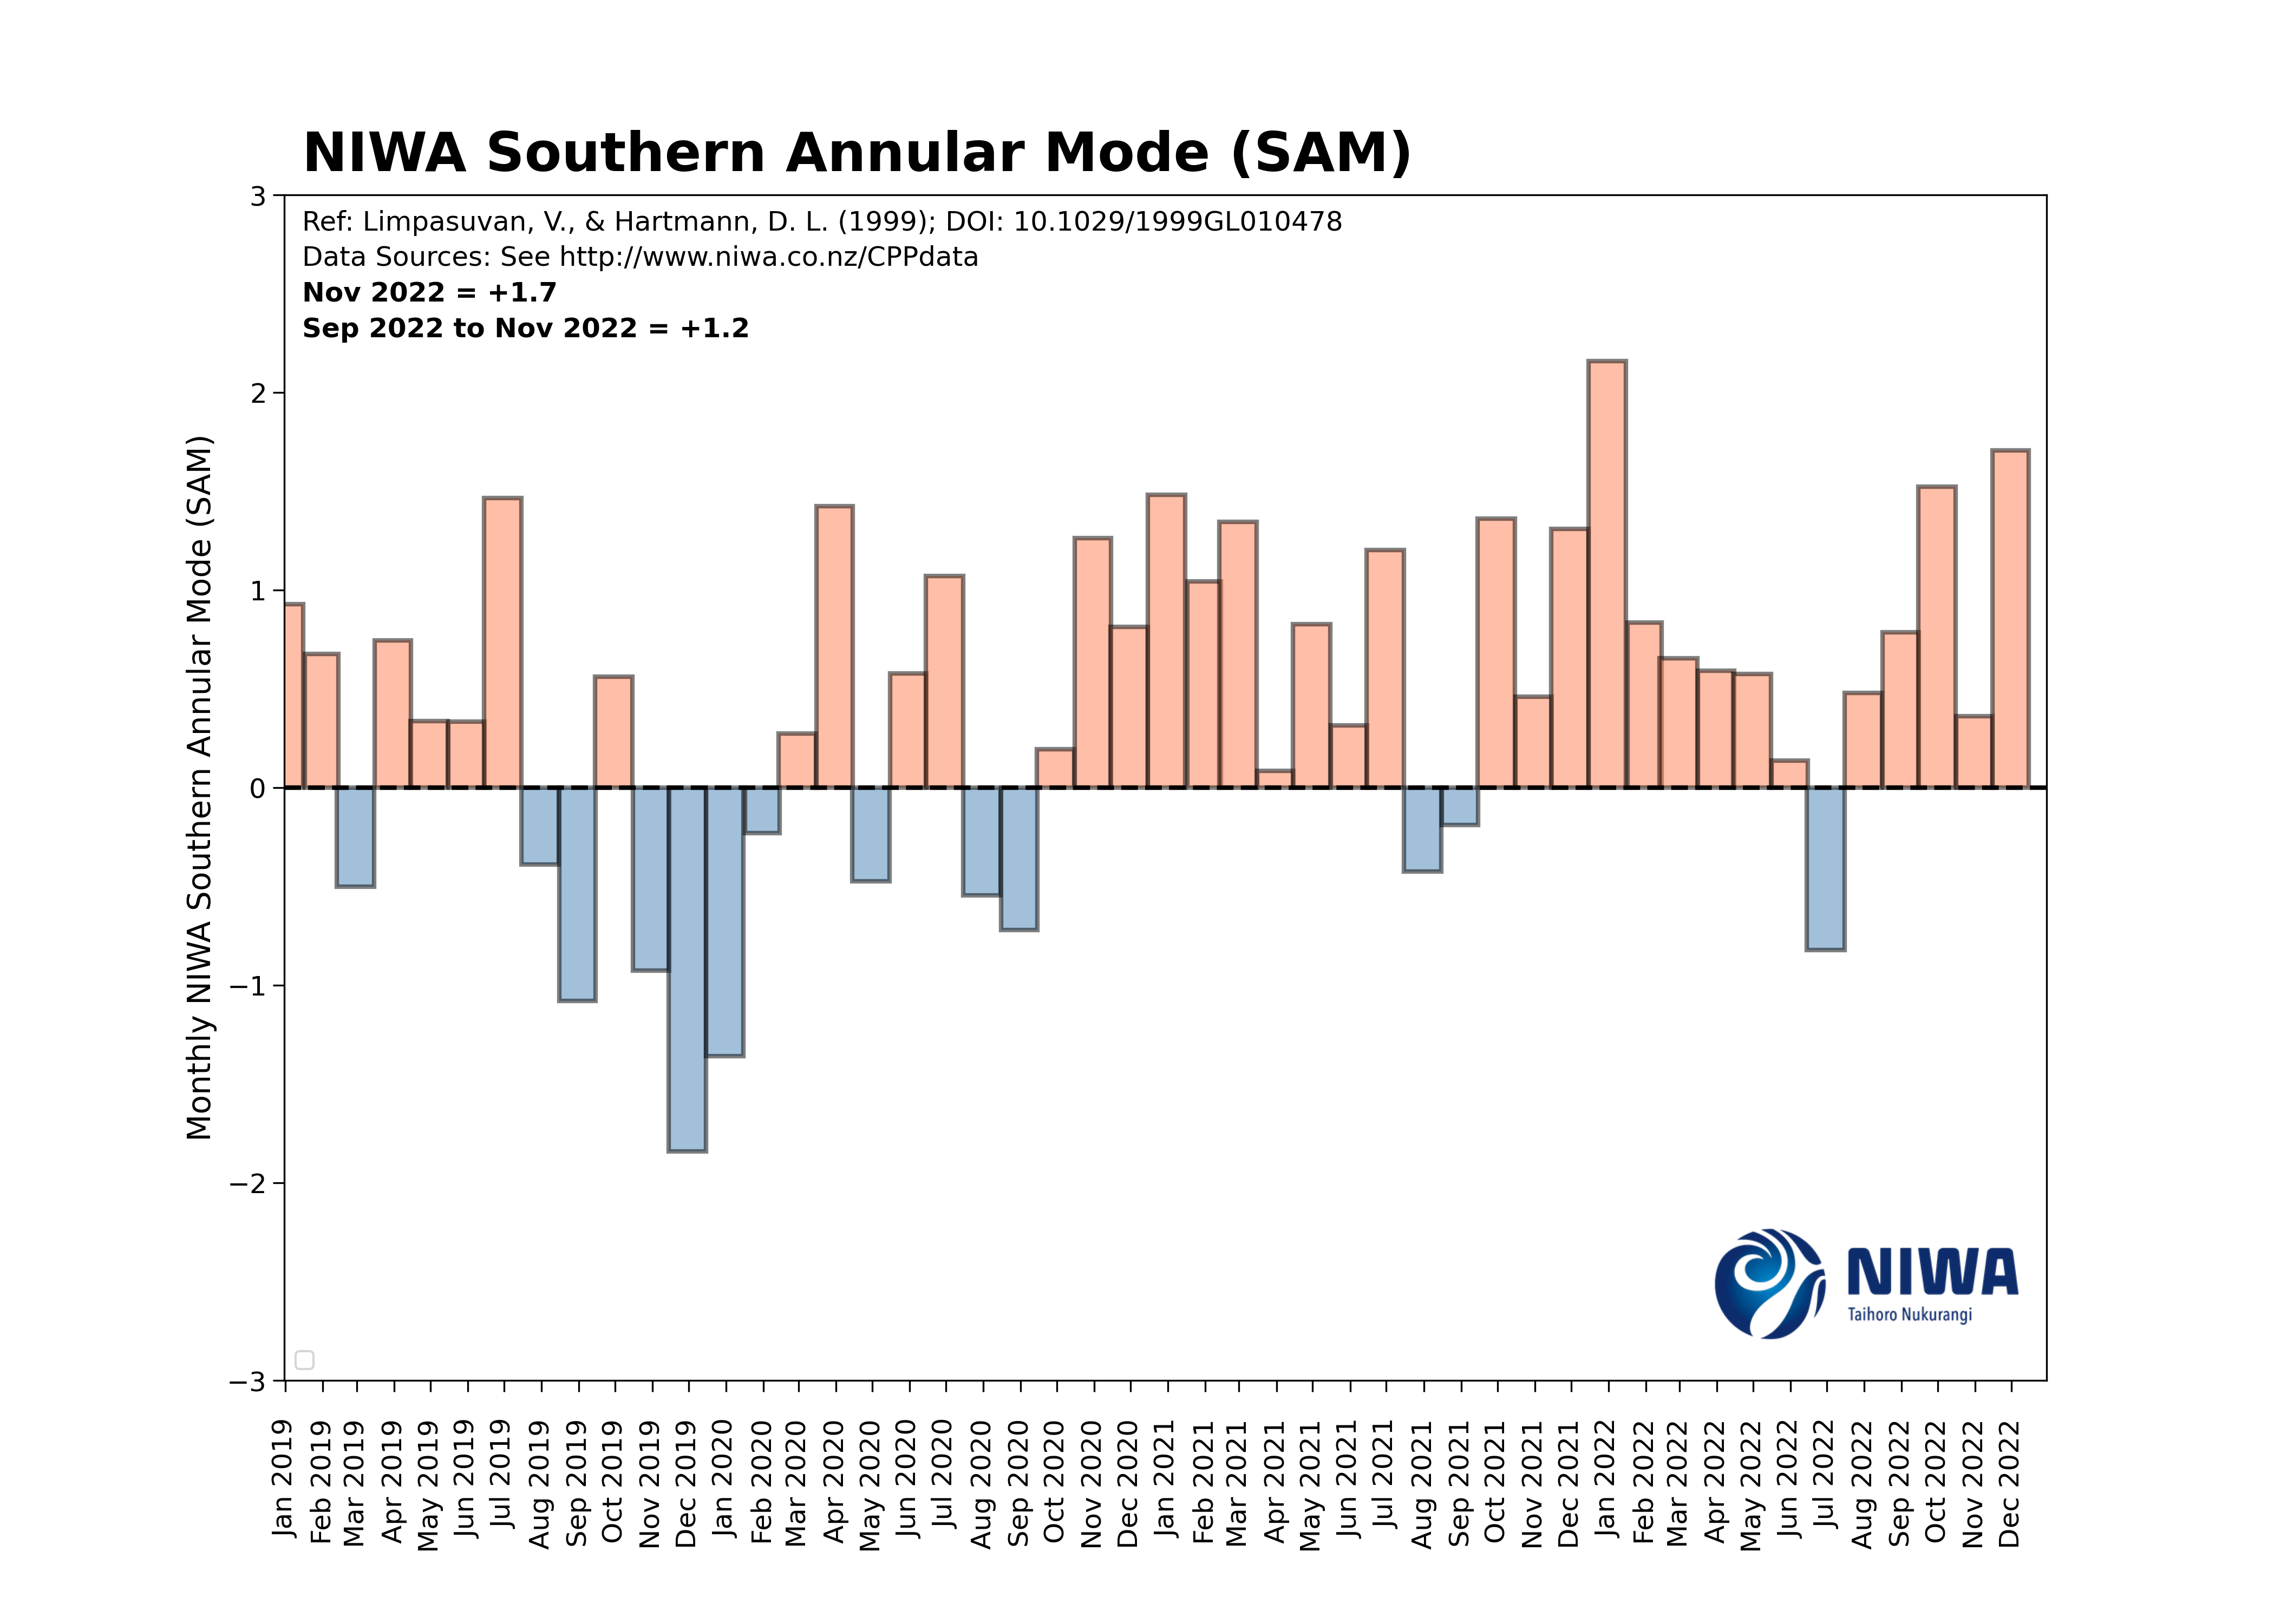 NIWA Southern Annular Mode (SAM)
Ref: Limpasuvan, V., & Hartmann, D. L. (1999); DOI: 10.1029/1999GL010478
Data Sources: See http://www.niwa.co.nz/CPPdata
Nov 2022 = +1.7
Sep 2022 to Nov 2022 = +1.2
Monthly NIWA Southern Annular Mode (SAM)
3
2
1
0
−1
−2
−3
NIWA
Taihoro Nukurangi
Jan 2019
Feb 2019
Mar 2019
Apr 2019
May 2019
Jun 2019
Jul 2019
Aug 2019
Sep 2019
Oct 2019
Nov 2019
Dec 2019
Jan 2020
Feb 2020
Mar 2020
Apr 2020
May 2020
Jun 2020
Jul 2020
Aug 2020
Sep 2020
Oct 2020
Nov 2020
Dec 2020
Jan 2021
Feb 2021
Mar 2021
Apr 2021
May 2021
Jun 2021
Jul 2021
Aug 2021
Sep 2021
Oct 2021
Nov 2021
Dec 2021
Jan 2022
Feb 2022
Mar 2022
Apr 2022
May 2022
Jun 2022
Jul 2022
Aug 2022
Sep 2022
Oct 2022
Nov 2022
Dec 2022